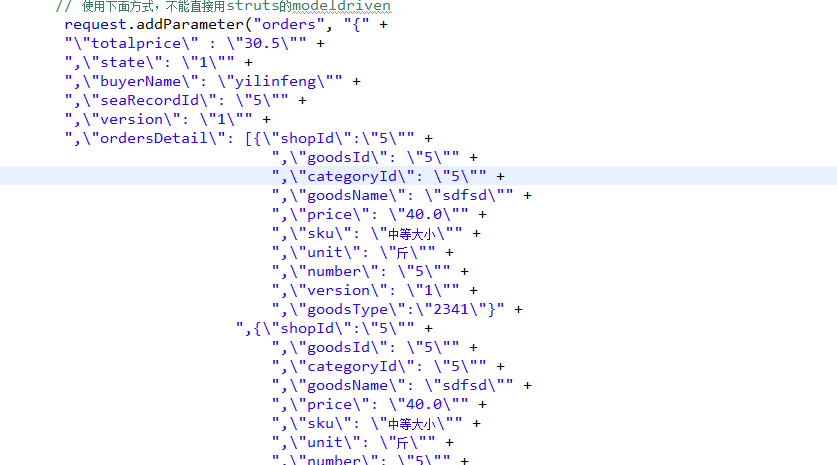 // 使用下面方式，不能直接用struts的modeldriven
request.addParameter("orders", "{" +
"\"totalprice\" : \"30.5\"" +
",\"state\": \"1\"" +
",\"buyerName\": \"yilinfeng\"" +
",\"seaRecordId\": \"5\"" +
",\"version\": \"1\"" +
",\"ordersDetail\": [{\"shopId\":\"5\"" +
",\"goodsId\": \"5\"" +
",\"categoryId\": \"5\"" +
",\"goodsName\": \"sdfsd\"" +
",\"price\": \"40.0\"" +
",\"sku\": \"中等大小\"" +
",\"unit\": \"斤\"" +
",\"number\": \"5\"" +
",\"version\": \"1\"" +
",\"goodsType\":\"2341\"}" +
",{\"shopId\":\"5\"" +
",\"goodsId\": \"5\"" +
",\"categoryId\": \"5\"" +
",\"goodsName\": \"sdfsd\"" +
",\"price\": \"40.0\"" +
",\"sku\": \"中等大小\"" +
",\"unit\": \"斤\"" +
",\"number\": \"5\"" +